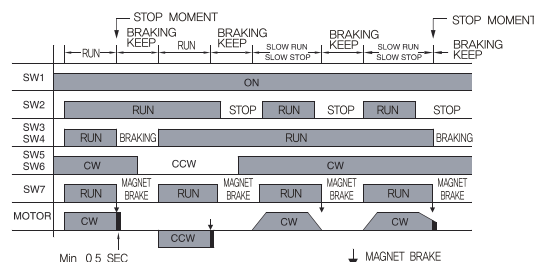 STOP MOMENT
STOP MOMENT
BRAKING KEEP
BRAKING KEEP
BRAKING KEEP
BRAKING KEEP
RUN
RUN
SLOW RUN
SLOW STOP
SLOW RUN
SLOW STOP
SW1
ON
SW2
RUN
STOP
RUN
STOP
RUN
STOP
SW3
SW4
RUN
BRAKING
RUN
BRAKING
SW5
SW6
CW
CCW
CW
SW7
RUN
MAGNET
BRAKE
RUN
MAGNET
BRAKE
RUN
MAGNET
BRAKE
RUN
MAGNET
BRAKE
MOTOR
CW
CCW
CW
CW
Min 0.5 SEC
MAGNET BRAKE